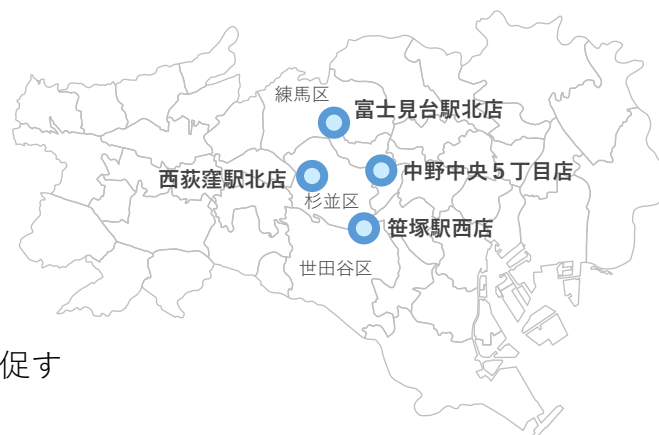 練馬区
富士見台駅北店
西荻窪駅北店
中野中央５丁目店
杉並区
笹塚駅西店
世田谷区
促す